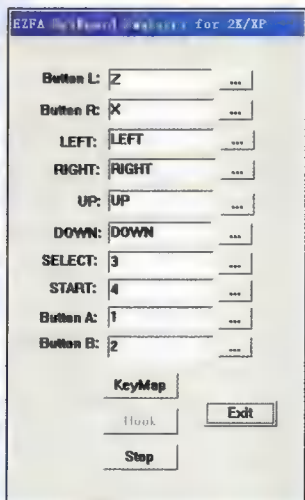 EZFA Keyboard for 2K/XP
Button L: Z ...
Button R: X ...
LEFT: LEFT ...
RIGHT: RIGHT ...
UP: UP ...
DOWN: DOWN ...
SELECT: 3 ...
START: 4 ...
Button A: 1 ...
Button B: 2 ...
KeyMap
Hook
Exit
Stop